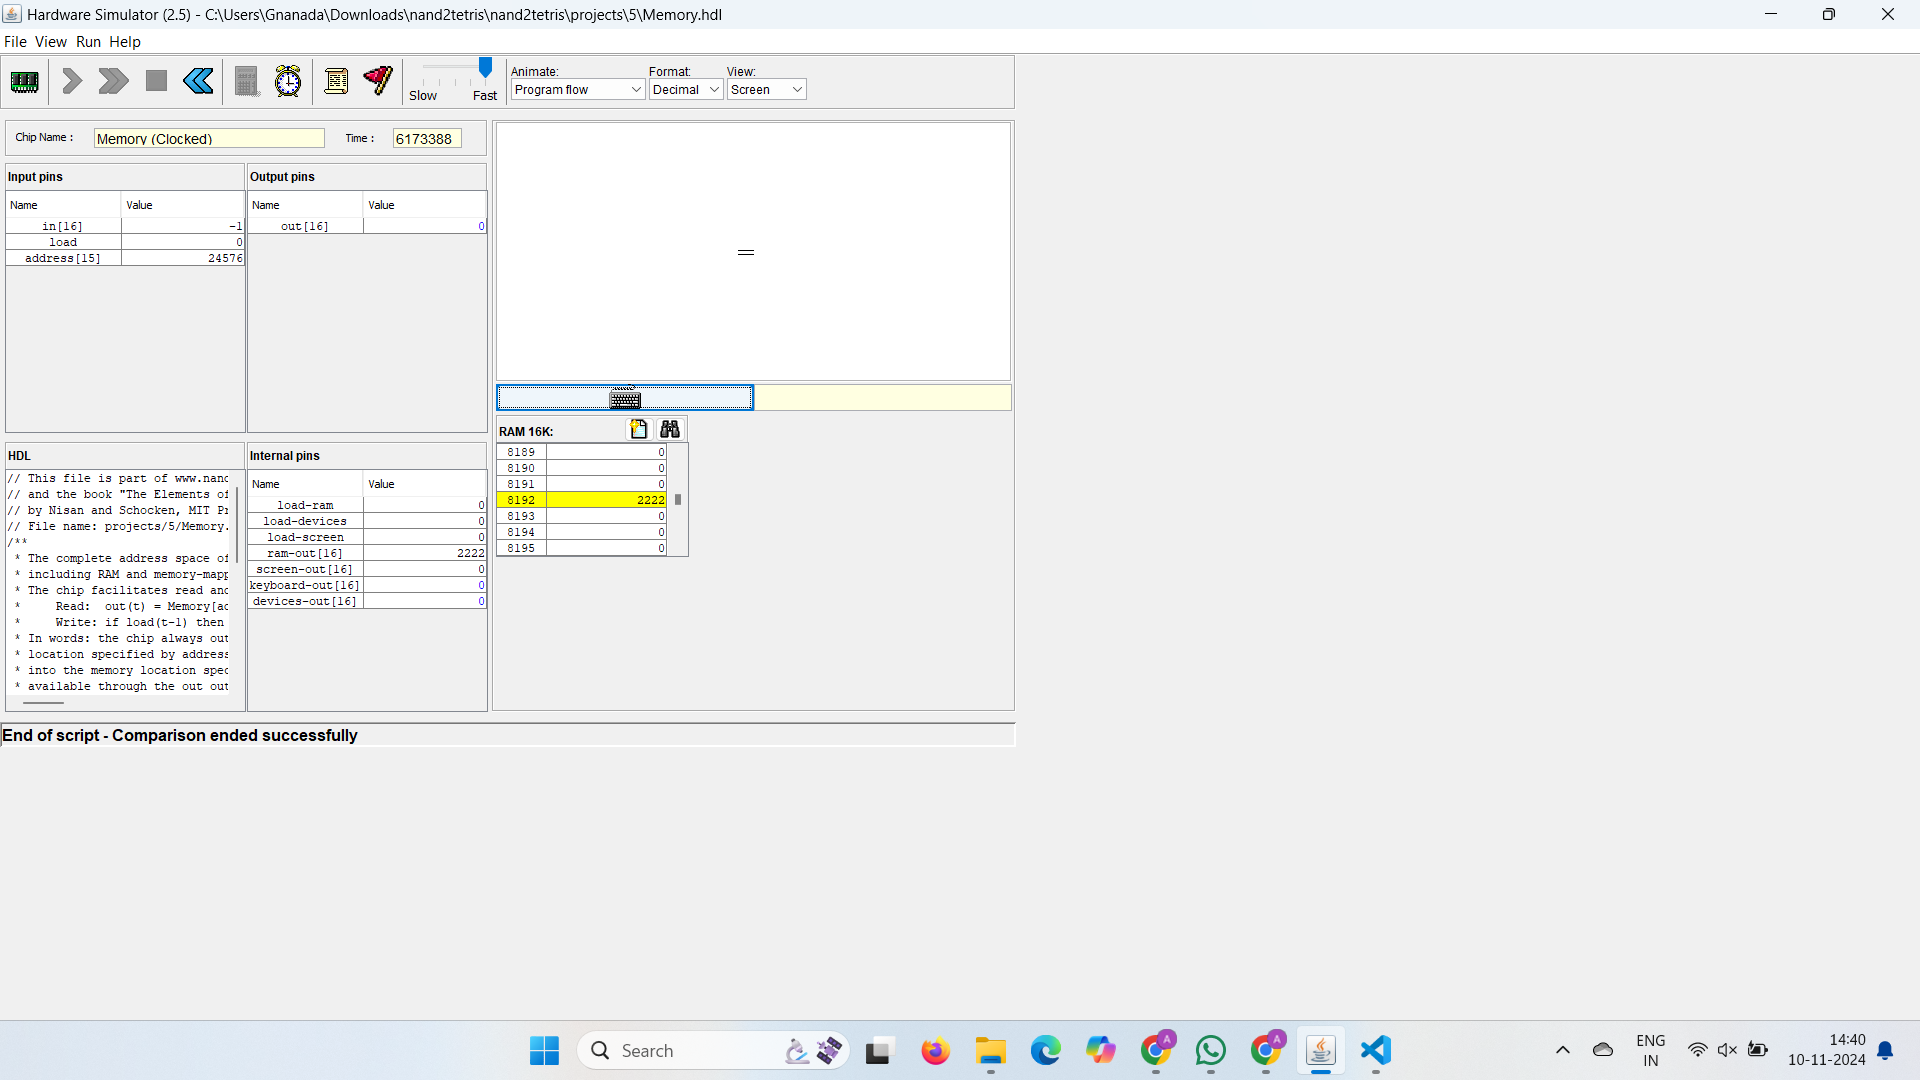 Hardware Simulator (2.5) - C:\Users\Gnanada\Downloads\nand2tetris\nand2tetris\projects\5\Memory.hdl
File View Run Help
Slow Fast
Animate: Format: View:
Program flow Decimal Screen
Chip Name : Memory (Clocked) Time : 6173388
Input pins
Name Value
in[16] -1
load 0
address[15] 24576
Output pins
Name Value
out[16] 0
HDL
// This file is part of www.nand
// and the book "The Elements of
// by Nisan and Schocken, MIT Pr
// File name: projects/5/Memory.
/**
* The complete address space of
* including RAM and memory-mapp
* The chip facilitates read and
* Read: out(t) = Memory[ad
* Write: if load(t-1) then
* In words: the chip always out
* location specified by address
* into the memory location spec
* available through the out out
Internal pins
Name Value
load-ram 0
load-devices 0
load-screen 0
ram-out[16] 2222
screen-out[16] 0
keyboard-out[16] 0
devices-out[16] 0
RAM 16K:
8189 0
8190 0
8191 0
8192 2222
8193 0
8194 0
8195 0
End of script - Comparison ended successfully
Search
A
A
ENG
IN
14:40
10-11-2024